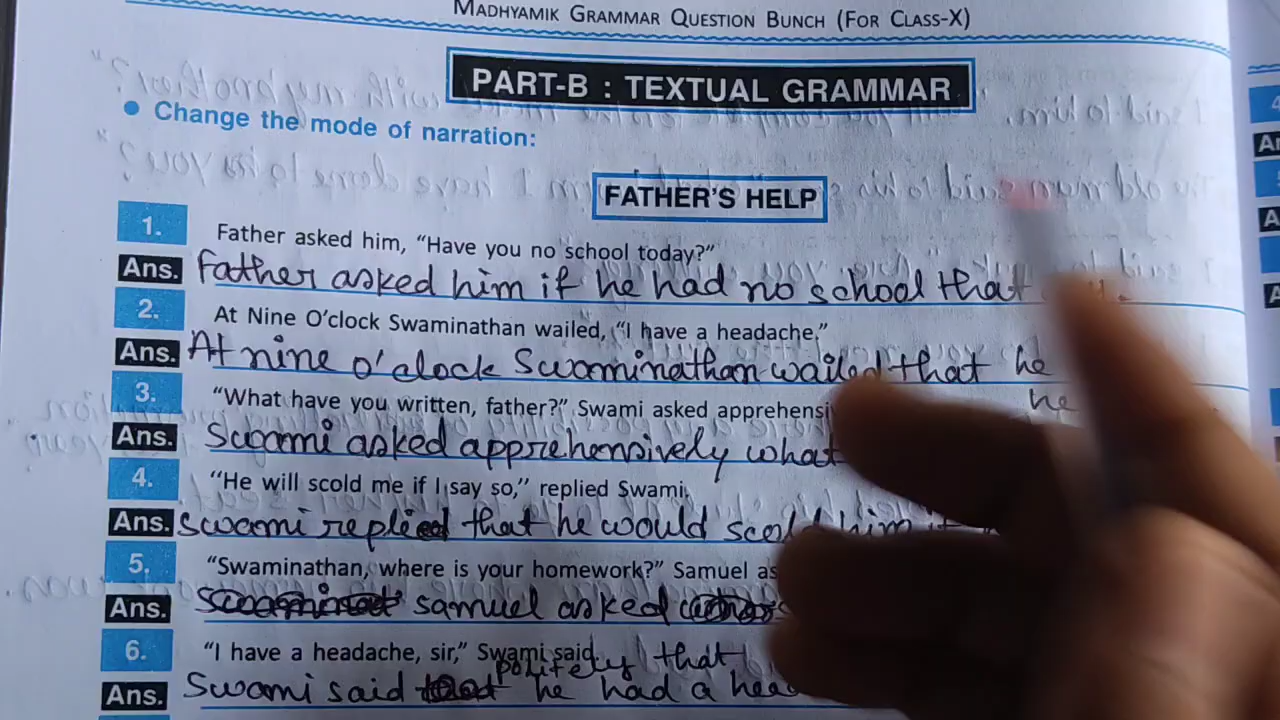 MADHYAMIK GRAMMAR QUESTION BUNCH (FOR CLASS-X)
PART-B : TEXTUAL GRAMMAR
● Change the mode of narration:
FATHER'S HELP
1. Father asked him, “Have you no school today?”
Ans. Father asked him if he had no school that
2. At Nine O'clock Swaminathan wailed, “I have a headache.”
Ans. At nine o'clock Swaminathan wailed that he
3. “What have you written, father?” Swami asked apprehensi
he
Ans. Swami asked apprehensively what
4. “He will scold me if I say so,” replied Swami.
Ans. Swami replied that he would scold him if
5. “Swaminathan, where is your homework?” Samuel as
Ans. samuel asked
6. “I have a headache, sir,” Swami said.
politely that
Ans. Swami said he had a hea
4
An
A
A